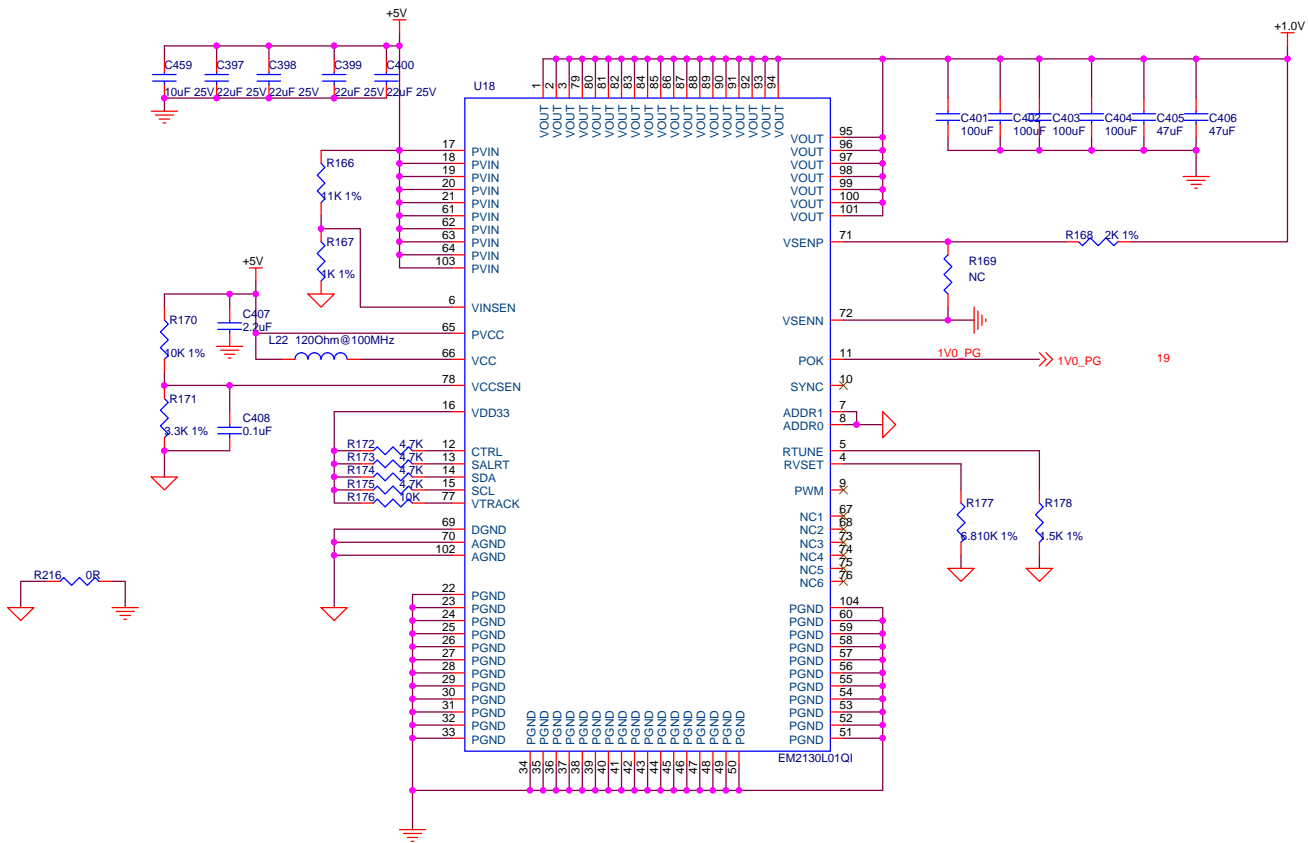 +5V
+1.0V
C459 C397 C398 C399 C400
10uF 25V 22uF 25V 22uF 25V 22uF 25V 22uF 25V
U18
1 2 3 79 80 81 82 83 84 85 86 87 88 89 90 91 92 93 94
VOUT VOUT VOUT VOUT VOUT VOUT VOUT VOUT VOUT VOUT VOUT VOUT VOUT VOUT VOUT VOUT VOUT VOUT VOUT
C401 C402 C403 C404 C405 C406
100uF 100uF 100uF 100uF 47uF 47uF
VOUT 95
VOUT 96
VOUT 97
VOUT 98
VOUT 99
VOUT 100
VOUT 101
17 PVIN
18 PVIN
19 PVIN
20 PVIN
21 PVIN
61 PVIN
62 PVIN
63 PVIN
64 PVIN
103 PVIN
R166
11K 1%
R167
1K 1%
VSENP 71
R168 2K 1%
R169
NC
+5V
6 VINSEN
VSENN 72
C407
2.2uF
R170
10K 1%
65 PVCC
L22 120Ohm@100MHz
66 VCC
POK 11
1V0_PG
1V0_PG
19
78 VCCSEN
SYNC 10
R171
3.3K 1%
C408
0.1uF
16 VDD33
ADDR1 7
ADDR0 8
R172 4.7K 12 CTRL
R173 4.7K 13 SALRT
R174 4.7K 14 SDA
R175 4.7K 15 SCL
R176 10K 77 VTRACK
RTUNE 5
RVSET 4
PWM 9
R177
6.810K 1%
R178
1.5K 1%
NC1 67
NC2 68
NC3 73
NC4 74
NC5 75
NC6 76
69 DGND
70 AGND
102 AGND
R216 0R
22 PGND
23 PGND
24 PGND
25 PGND
26 PGND
27 PGND
28 PGND
29 PGND
30 PGND
31 PGND
32 PGND
33 PGND
PGND 104
PGND 60
PGND 59
PGND 58
PGND 57
PGND 56
PGND 55
PGND 54
PGND 53
PGND 52
PGND 51
PGND PGND PGND PGND PGND PGND PGND PGND PGND PGND PGND PGND PGND PGND PGND PGND PGND
34 35 36 37 38 39 40 41 42 43 44 45 46 47 48 49 50
EM2130L01QI